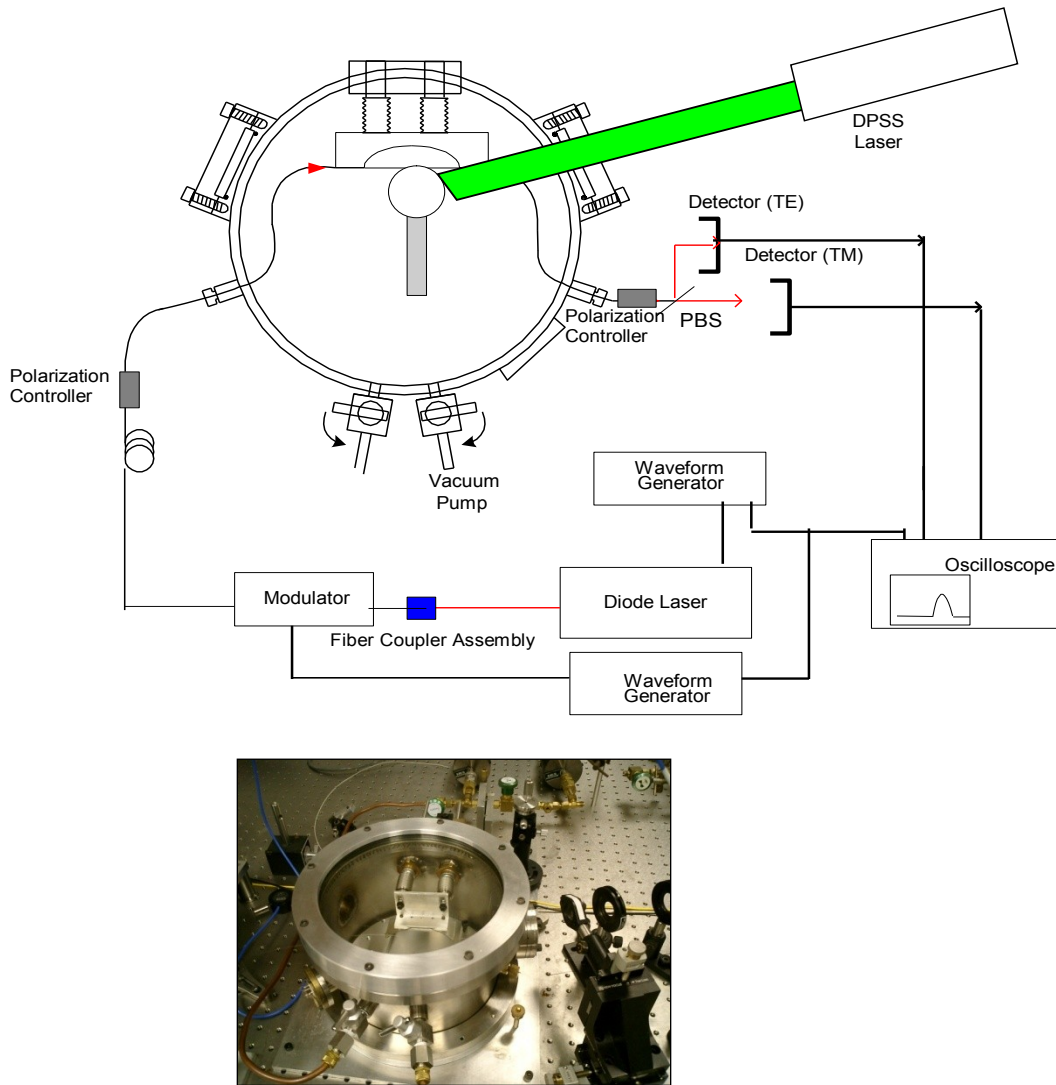 DPSS
Laser
Detector (TE)
Detector (TM)
Polarization
Controller
PBS
Polarization
Controller
Vacuum
Pump
Waveform
Generator
Oscilloscope
Modulator
Diode Laser
Fiber Coupler Assembly
Waveform
Generator